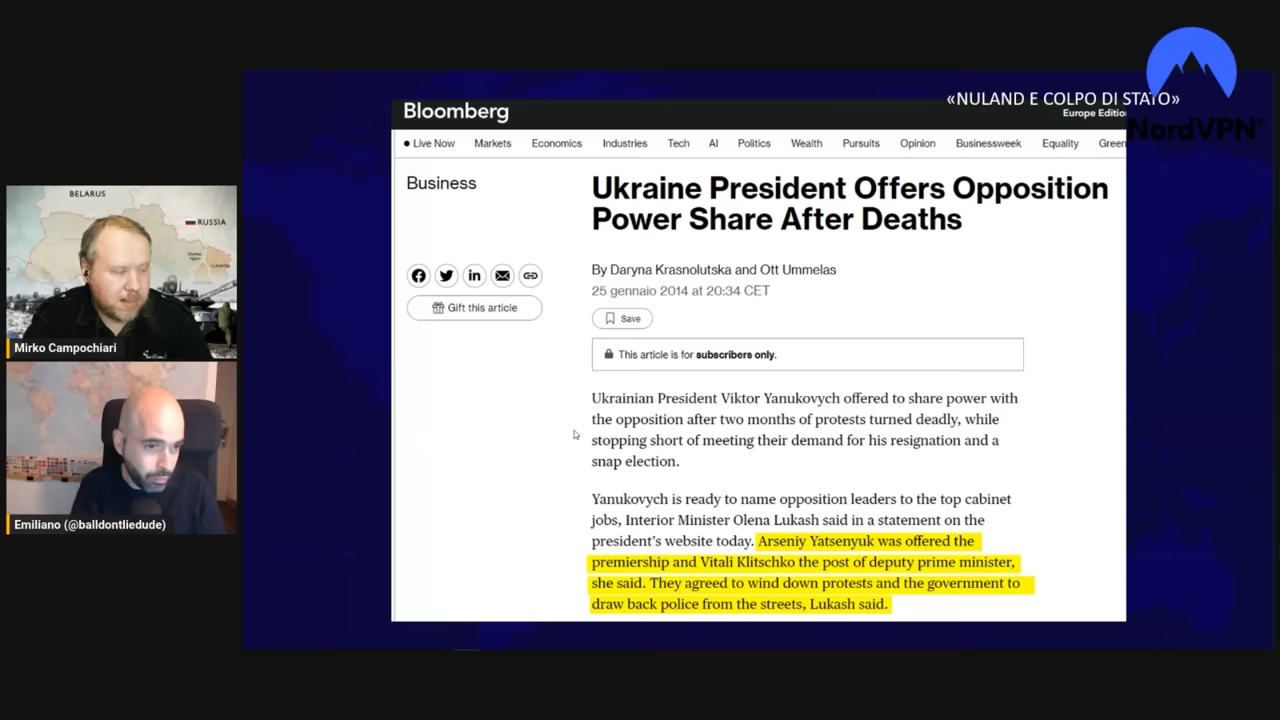 «NULAND E COLPO DI STATO»
NordVPN®
Bloomberg
Europe Edition
Live Now Markets Economics Industries Tech AI Politics Wealth Pursuits Opinion Businessweek Equality Green
Business
Ukraine President Offers Opposition
Power Share After Deaths
By Daryna Krasnolutska and Ott Ummelas
25 gennaio 2014 at 20:34 CET
Gift this article
Save
This article is for subscribers only.
Ukrainian President Viktor Yanukovych offered to share power with
the opposition after two months of protests turned deadly, while
stopping short of meeting their demand for his resignation and a
snap election.
Yanukovych is ready to name opposition leaders to the top cabinet
jobs, Interior Minister Olena Lukash said in a statement on the
president’s website today. Arseniy Yatsenyuk was offered the
premiership and Vitali Klitschko the post of deputy prime minister,
she said. They agreed to wind down protests and the government to
draw back police from the streets, Lukash said.
BELARUS
RUSSIA
Mirko Campochiari
Emiliano (@balldontliedude)